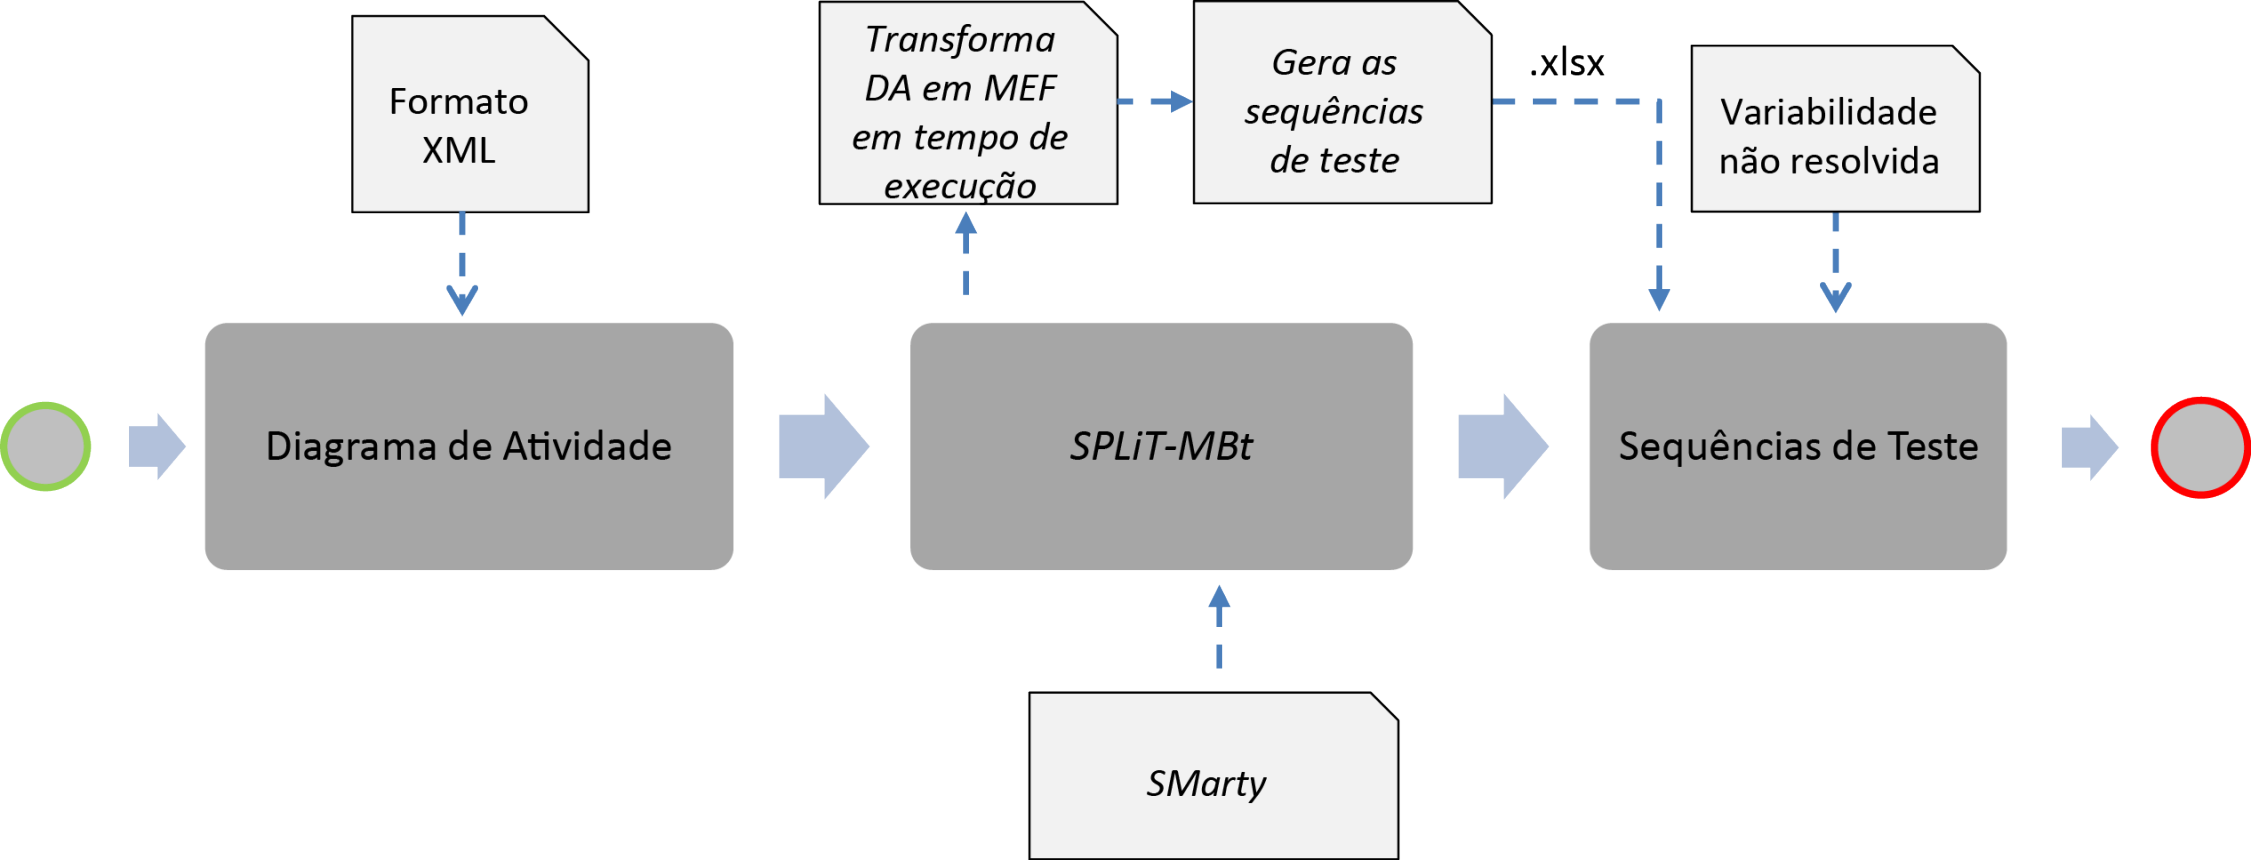 Formato
XML
Transforma
DA em MEF
em tempo de
execução
Gera as
sequências
de teste
.xlsx
Variabilidade
não resolvida
Diagrama de Atividade
SPLiT-MBt
Sequências de Teste
SMarty